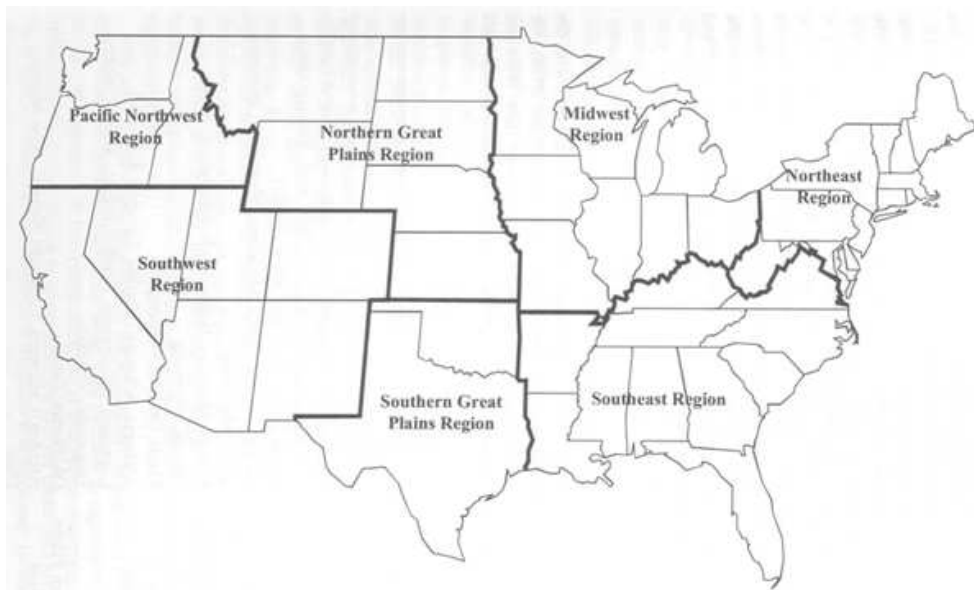 Pacific Northwest
Region
Northern Great
Plains Region
Midwest
Region
Northeast
Region
Southwest
Region
Southern Great
Plains Region
Southeast Region